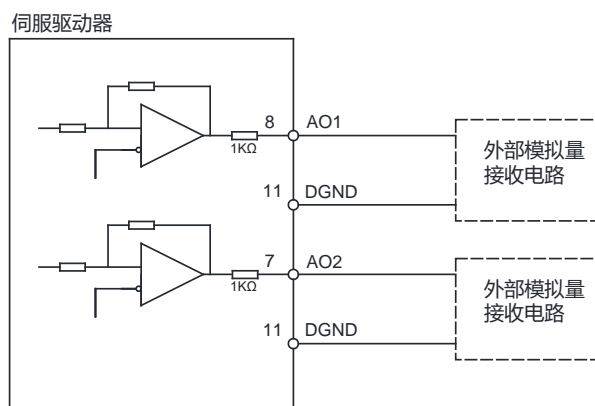 伺服驱动器
8 AO1
1KΩ
外部模拟量
接收电路
11 DGND
7 AO2
1KΩ
外部模拟量
接收电路
11 DGND